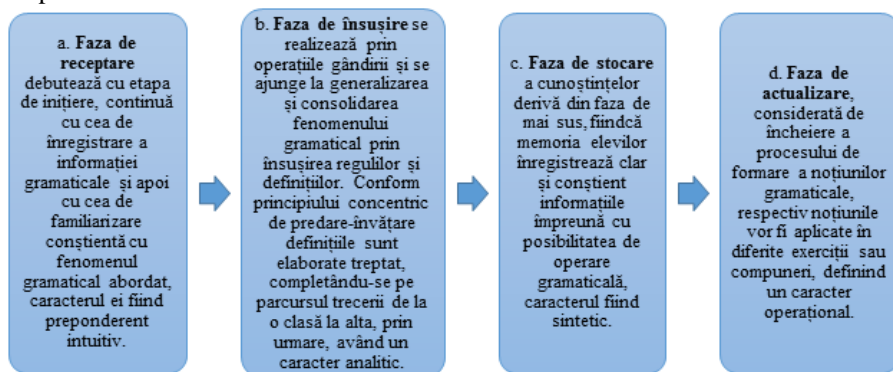 a. Faza de
receptare
debutează cu etapa
de inițiere, continuă
cu cea de
înregistrare a
informației
gramaticale și apoi
cu cea de
familiarizare
conștientă cu
fenomenul
gramatical abordat,
caracterul ei fiind
preponderent
intuitiv.
b. Faza de însușire se
realizează prin
operațiile gândirii și se
ajunge la generalizarea
și consolidarea
fenomenului
gramatical prin
însușirea regulilor și
definițiilor. Conform
principiului concentric
de predare-învățare
definițiile sunt
elaborate treptat,
completându-se pe
parcursul trecerii de la
o clasă la alta, prin
urmare, având un
caracter analitic.
c. Faza de stocare
a cunoștințelor
derivă din faza de
mai sus, fiindcă
memoria elevilor
înregistrează clar
și conștient
informațiile
împreună cu
posibilitatea de
operare
gramaticală,
caracterul fiind
sintetic.
d. Faza de
actualizare,
considerată de
încheiere a
procesului de
formare a noțiunilor
gramaticale,
respectiv noțiunile
vor fi aplicate în
diferite exerciții sau
compuneri, definind
un caracter
operațional.